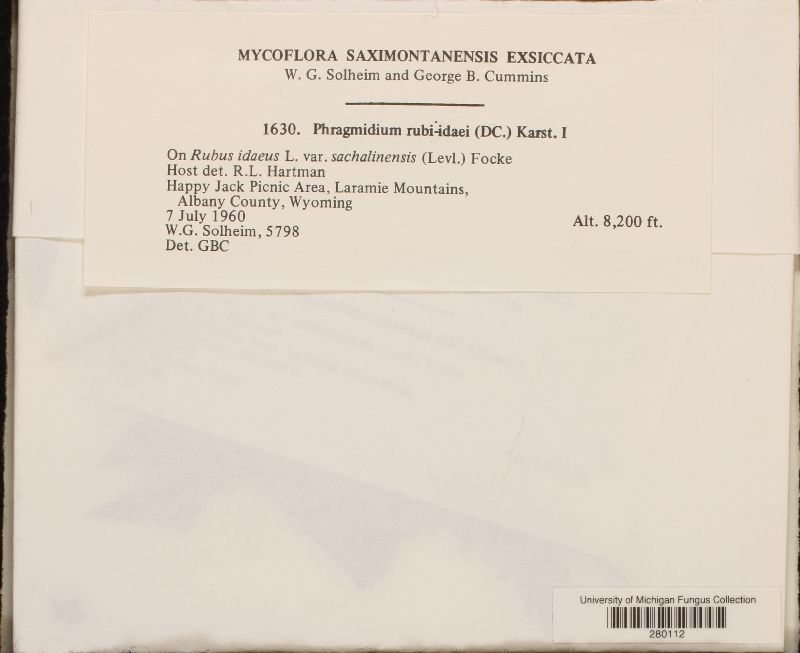 MYCOFLORA SAXIMONTANENSIS EXSICCATA
W. G. Solheim and George B. Cummins
1630. Phragmidium rubi-idaei (DC.) Karst. I
On Rubus idaeus L. var. sachalinensis (Levl.) Focke
Host det. R.L. Hartman
Happy Jack Picnic Area, Laramie Mountains,
Albany County, Wyoming
7 July 1960
Alt. 8,200 ft.
W.G. Solheim, 5798
Det. GBC
University of Michigan Fungus Collection
280112